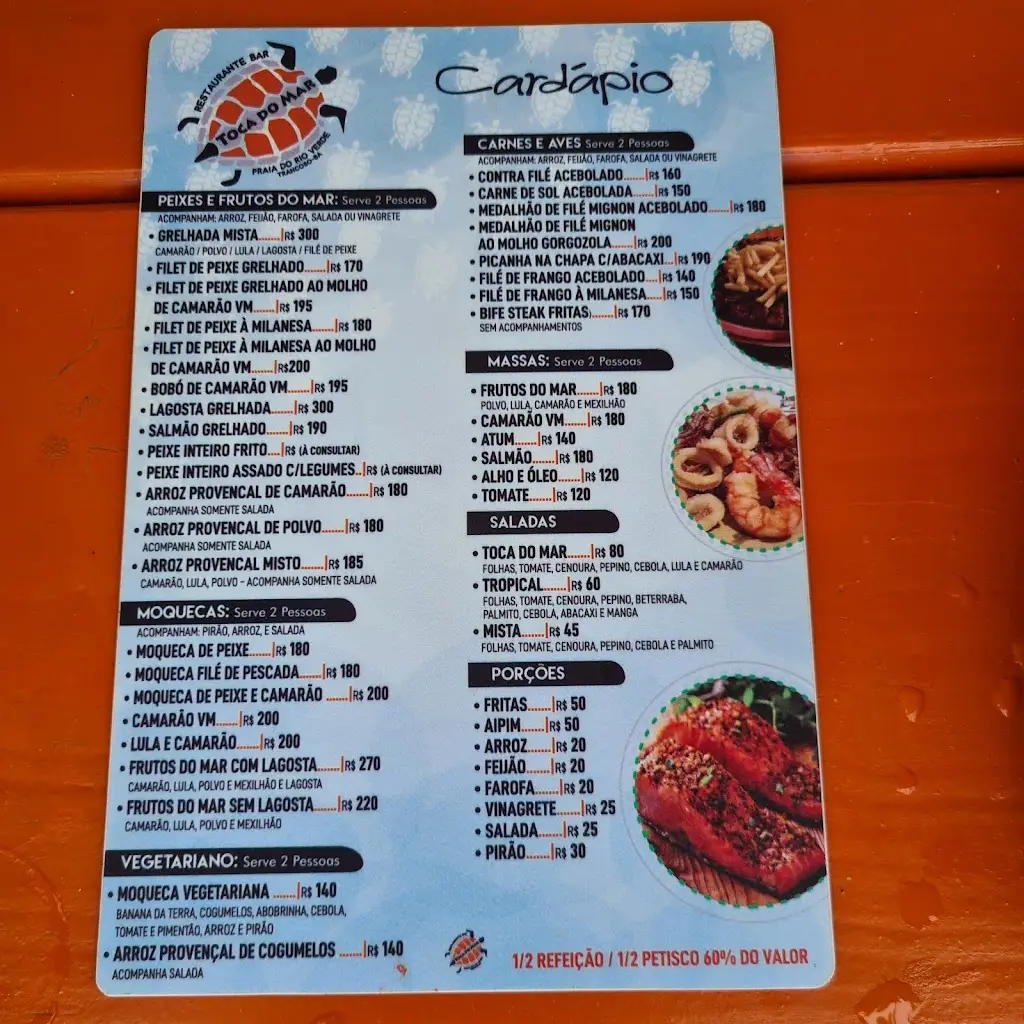 RESTAURANTE BAR
TOCA DO MAR
PRAIA DO RIO VERDE
TRANCOSO-BA
Cardápio
PEIXES E FRUTOS DO MAR: Serve 2 Pessoas
ACOMPANHAM: ARROZ, FEIJÃO, FAROFA, SALADA OU VINAGRETE
• GRELHADA MISTA.......|R$ 300
CAMARÃO / POLVO / LULA / LAGOSTA / FILÉ DE PEIXE
• FILET DE PEIXE GRELHADO.......|R$ 170
• FILET DE PEIXE GRELHADO AO MOLHO
DE CAMARÃO VM.......|R$ 195
• FILET DE PEIXE À MILANESA.......|R$ 180
• FILET DE PEIXE À MILANESA AO MOLHO
DE CAMARÃO VM.......|R$200
• BOBÓ DE CAMARÃO VM.......|R$ 195
• LAGOSTA GRELHADA.......|R$ 300
• SALMÃO GRELHADO.......|R$ 190
• PEIXE INTEIRO FRITO....|R$ (À CONSULTAR)
• PEIXE INTEIRO ASSADO C/LEGUMES..|R$ (À CONSULTAR)
• ARROZ PROVENCAL DE CAMARÃO.......|R$ 180
ACOMPANHA SOMENTE SALADA
• ARROZ PROVENCAL DE POLVO.......|R$ 180
ACOMPANHA SOMENTE SALADA
• ARROZ PROVENCAL MISTO.......|R$ 185
CAMARÃO, LULA, POLVO - ACOMPANHA SOMENTE SALADA
MOQUECAS: Serve 2 Pessoas
ACOMPANHAM: PIRÃO, ARROZ, E SALADA
• MOQUECA DE PEIXE.......|R$ 180
• MOQUECA FILÉ DE PESCADA.......|R$ 180
• MOQUECA DE PEIXE E CAMARÃO .......|R$ 200
• CAMARÃO VM.......|R$ 200
• LULA E CAMARÃO.......|R$ 200
• FRUTOS DO MAR COM LAGOSTA.......|R$ 270
CAMARÃO, LULA, POLVO E MEXILHÃO E LAGOSTA
• FRUTOS DO MAR SEM LAGOSTA.......|R$ 220
CAMARÃO, LULA, POLVO E MEXILHÃO
VEGETARIANO: Serve 2 Pessoas
• MOQUECA VEGETARIANA .......|R$ 140
BANANA DA TERRA, COGUMELOS, ABOBRINHA, CEBOLA,
TOMATE E PIMENTÃO, ARROZ E PIRÃO
• ARROZ PROVENÇAL DE COGUMELOS .......|R$ 140
ACOMPANHA SALADA
CARNES E AVES Serve 2 Pessoas
ACOMPANHAM: ARROZ, FEIJÃO, FAROFA, SALADA OU VINAGRETE
• CONTRA FILÉ ACEBOLADO.......|R$ 160
• CARNE DE SOL ACEBOLADA.......|R$ 150
• MEDALHÃO DE FILÉ MIGNON ACEBOLADO.......|R$ 180
• MEDALHÃO DE FILÉ MIGNON
AO MOLHO GORGOZOLA.......|R$ 200
• PICANHA NA CHAPA C/ABACAXI...|R$ 190
• FILÉ DE FRANGO ACEBOLADO.....|R$ 140
• FILÉ DE FRANGO À MILANESA.....|R$ 150
• BIFE STEAK FRITAS).......|R$ 170
SEM ACOMPANHAMENTOS
MASSAS: Serve 2 Pessoas
• FRUTOS DO MAR.......|R$ 180
POLVO, LULA, CAMARÃO E MEXILHÃO
• CAMARÃO VM.......|R$ 180
• ATUM.......|R$ 140
• SALMÃO.......|R$ 180
• ALHO E ÓLEO.......|R$ 120
• TOMATE.......|R$ 120
SALADAS
• TOCA DO MAR.......|R$ 80
FOLHAS, TOMATE, CENOURA, PEPINO, CEBOLA, LULA E CAMARÃO
• TROPICAL.......|R$ 60
FOLHAS, TOMATE, CENOURA, PEPINO, BETERRABA,
PALMITO, CEBOLA, ABACAXI E MANGA
• MISTA.......|R$ 45
FOLHAS, TOMATE, CENOURA, PEPINO, CEBOLA E PALMITO
PORÇÕES
• FRITAS.......|R$ 50
• AIPIM.......|R$ 50
• ARROZ.......|R$ 20
• FEIJÃO.......|R$ 20
• FAROFA.......|R$ 20
• VINAGRETE.......|R$ 25
• SALADA.......|R$ 25
• PIRÃO.......|R$ 30
1/2 REFEIÇÃO / 1/2 PETISCO 60% DO VALOR